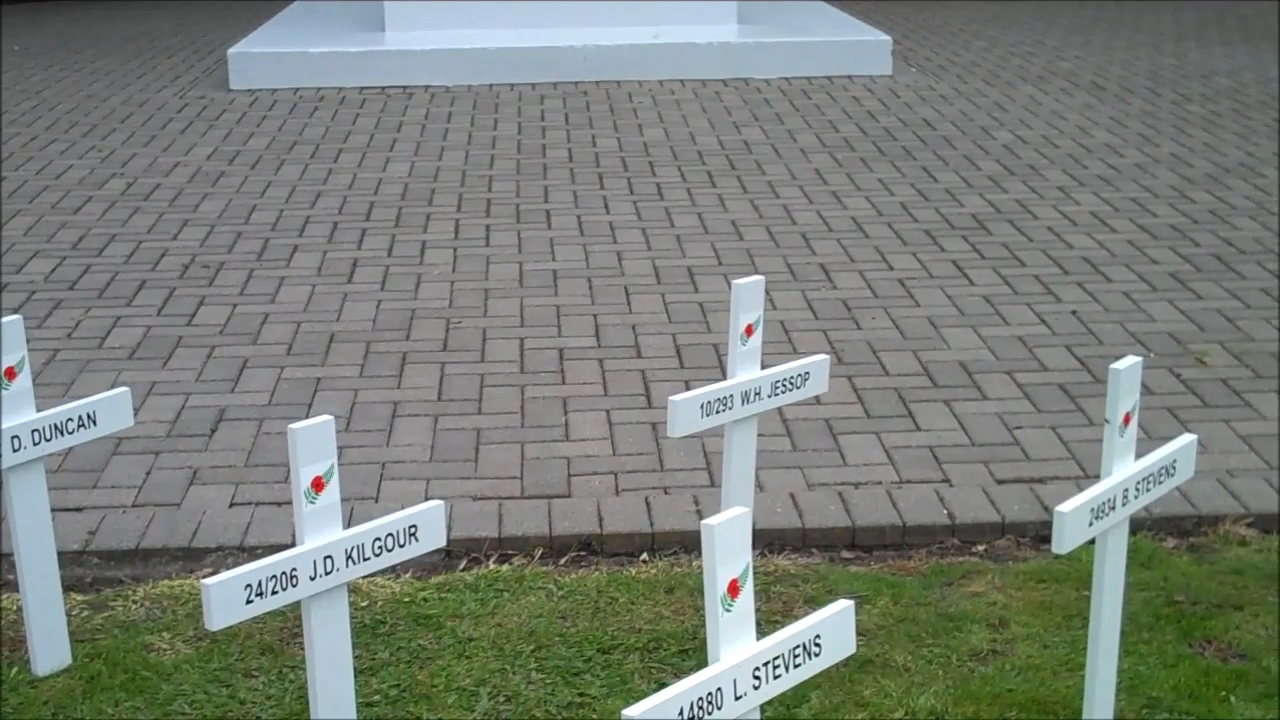 D. DUNCAN
24/206 J.D. KILGOUR
10/293 W.H. JESSOP
14880 L. STEVENS
24934 B. STEVENS